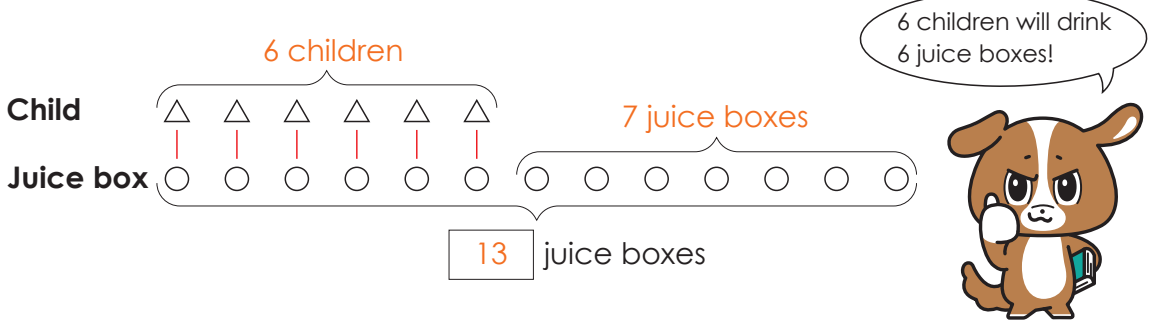 6 children will drink
6 juice boxes!
6 children
Child
7 juice boxes
Juice box
13 juice boxes